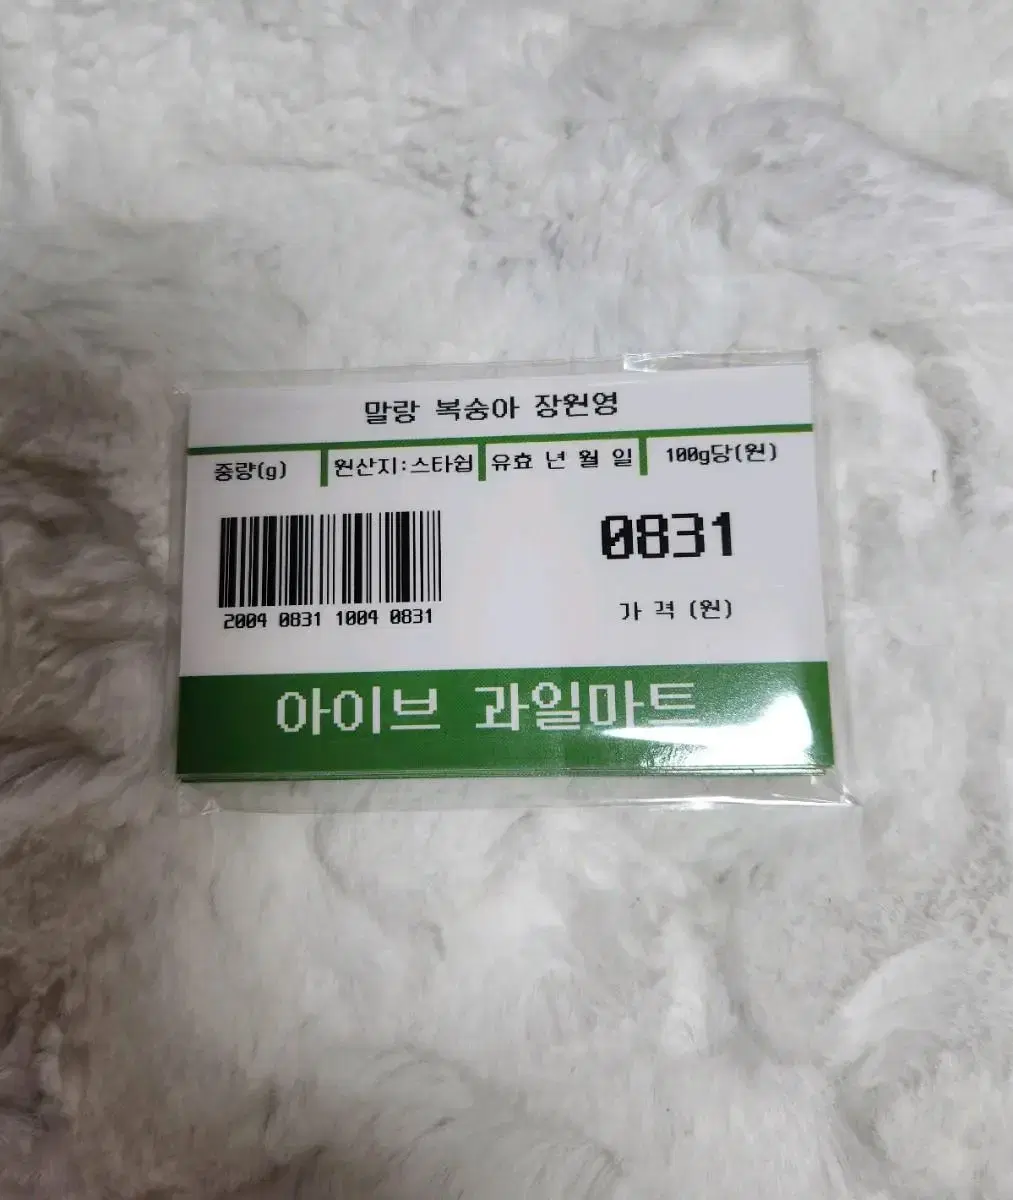 말랑 복숭아 장원영
중량(g) 원산지:스타쉽 유효 년 월 일 100g당(원)
0831
2004 0831 1004 0831
가 격 (원)
아이브 과일마트